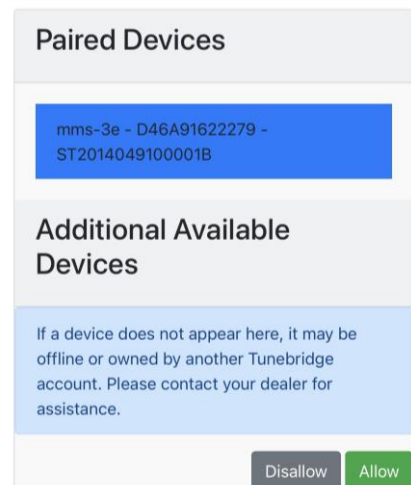 Paired Devices
mms-3e - D46A91622279 -
ST2014049100001B
Additional Available
Devices
If a device does not appear here, it may be
offline or owned by another Tunebridge
account. Please contact your dealer for
assistance.
Disallow Allow